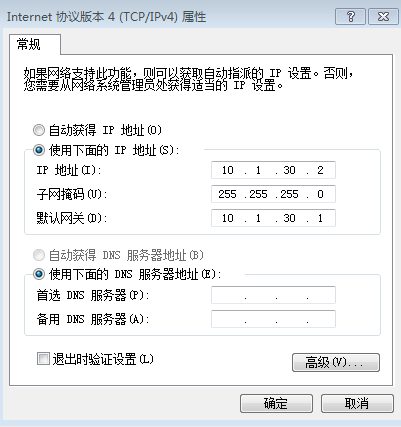 Internet 协议版本 4 (TCP/IPv4) 属性
常规
如果网络支持此功能，则可以获取自动指派的 IP 设置。否则，
您需要从网络系统管理员处获得适当的 IP 设置。
自动获得 IP 地址(O)
使用下面的 IP 地址(S):
IP 地址(I): 10 . 1 . 30 . 2
子网掩码(U): 255 .255 .255 . 0
默认网关(D): 10 . 1 . 30 . 1
自动获得 DNS 服务器地址(B)
使用下面的 DNS 服务器地址(E):
首选 DNS 服务器(P): . . .
备用 DNS 服务器(A): . . .
退出时验证设置(L)
高级(V)...
确定 取消